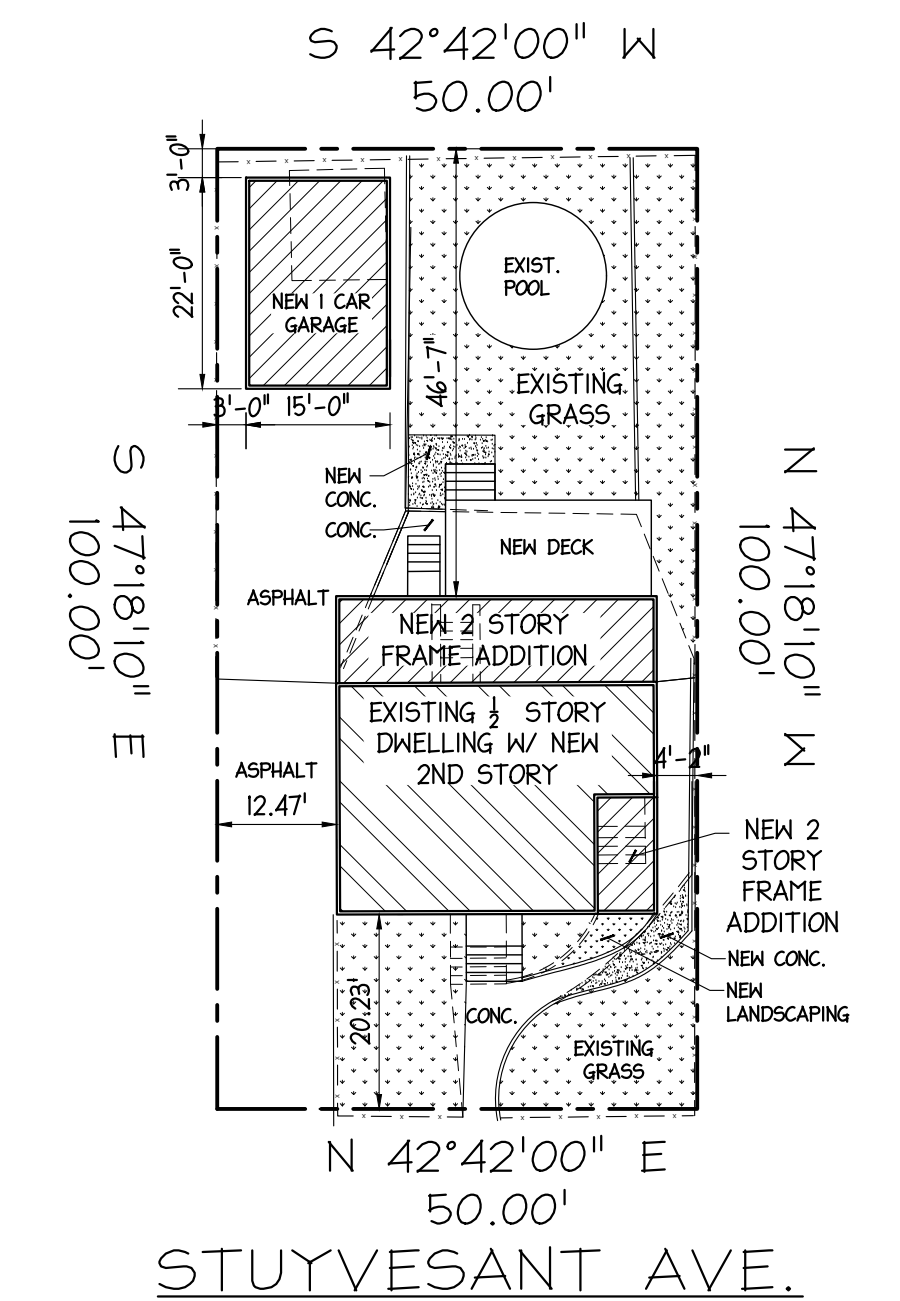 S 42°42'00" W
50.00'
3'-0"
22'-0"
NEW 1 CAR
GARAGE
3'-0" 15'-0"
EXIST.
POOL
46'-7"
EXISTING
GRASS
NEW
CONC.
CONC.
NEW DECK
ASPHALT
S 47°18'10" E
100.00'
N 47°18'10" W
100.00'
NEW 2 STORY
FRAME ADDITION
EXISTING ½ STORY
DWELLING W/ NEW
2ND STORY
4'-2"
ASPHALT
12.47'
NEW 2
STORY
FRAME
ADDITION
NEW CONC.
NEW
LANDSCAPING
20.23'
CONC.
EXISTING
GRASS
N 42°42'00" E
50.00'
STUYVESANT AVE.